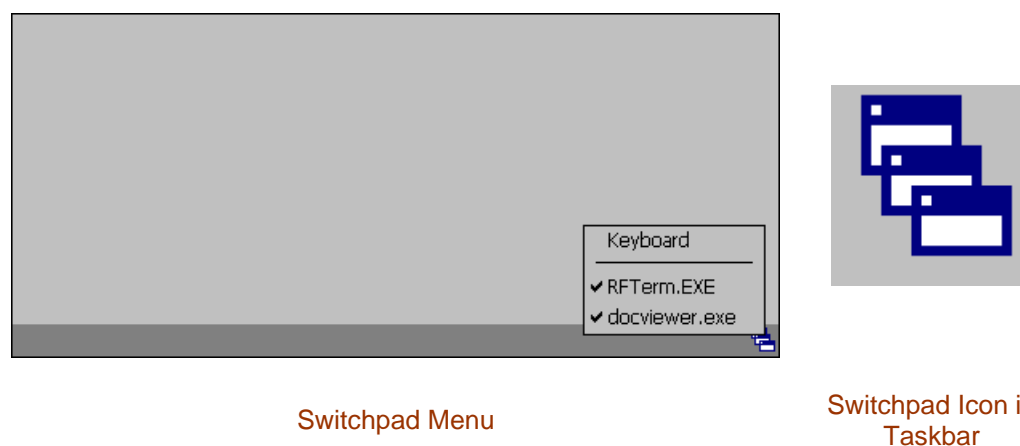 Keyboard
RFTerm.EXE
docviewer.exe
Switchpad Menu
Switchpad Icon i
Taskbar